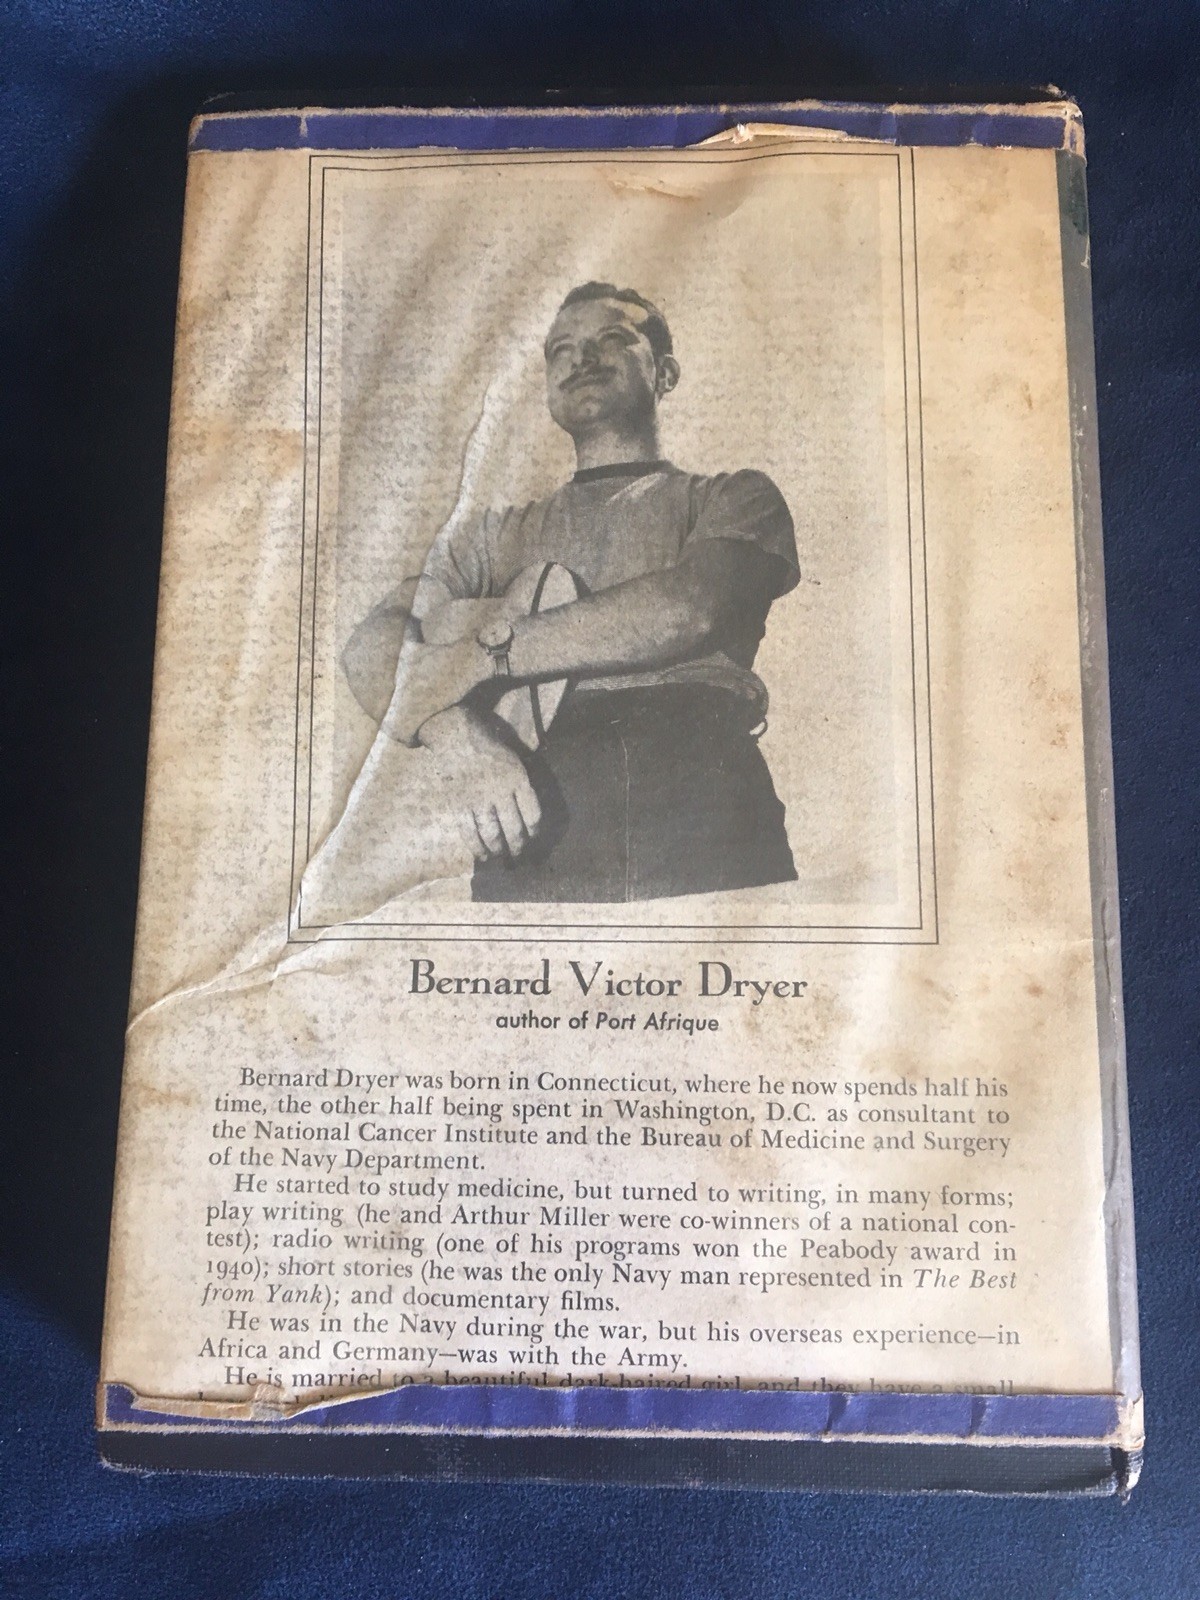 Bernard Victor Dryer
author of Port Afrique
Bernard Dryer was born in Connecticut, where he now spends half his
time, the other half being spent in Washington, D.C. as consultant to
the National Cancer Institute and the Bureau of Medicine and Surgery
of the Navy Department.
He started to study medicine, but turned to writing, in many forms;
play writing (he and Arthur Miller were co-winners of a national con-
test); radio writing (one of his programs won the Peabody award in
1940); short stories (he was the only Navy man represented in The Best
from Yank); and documentary films.
He was in the Navy during the war, but his overseas experience—in
Africa and Germany—was with the Army.
He is married to a beautiful dark-haired girl, and they have a small